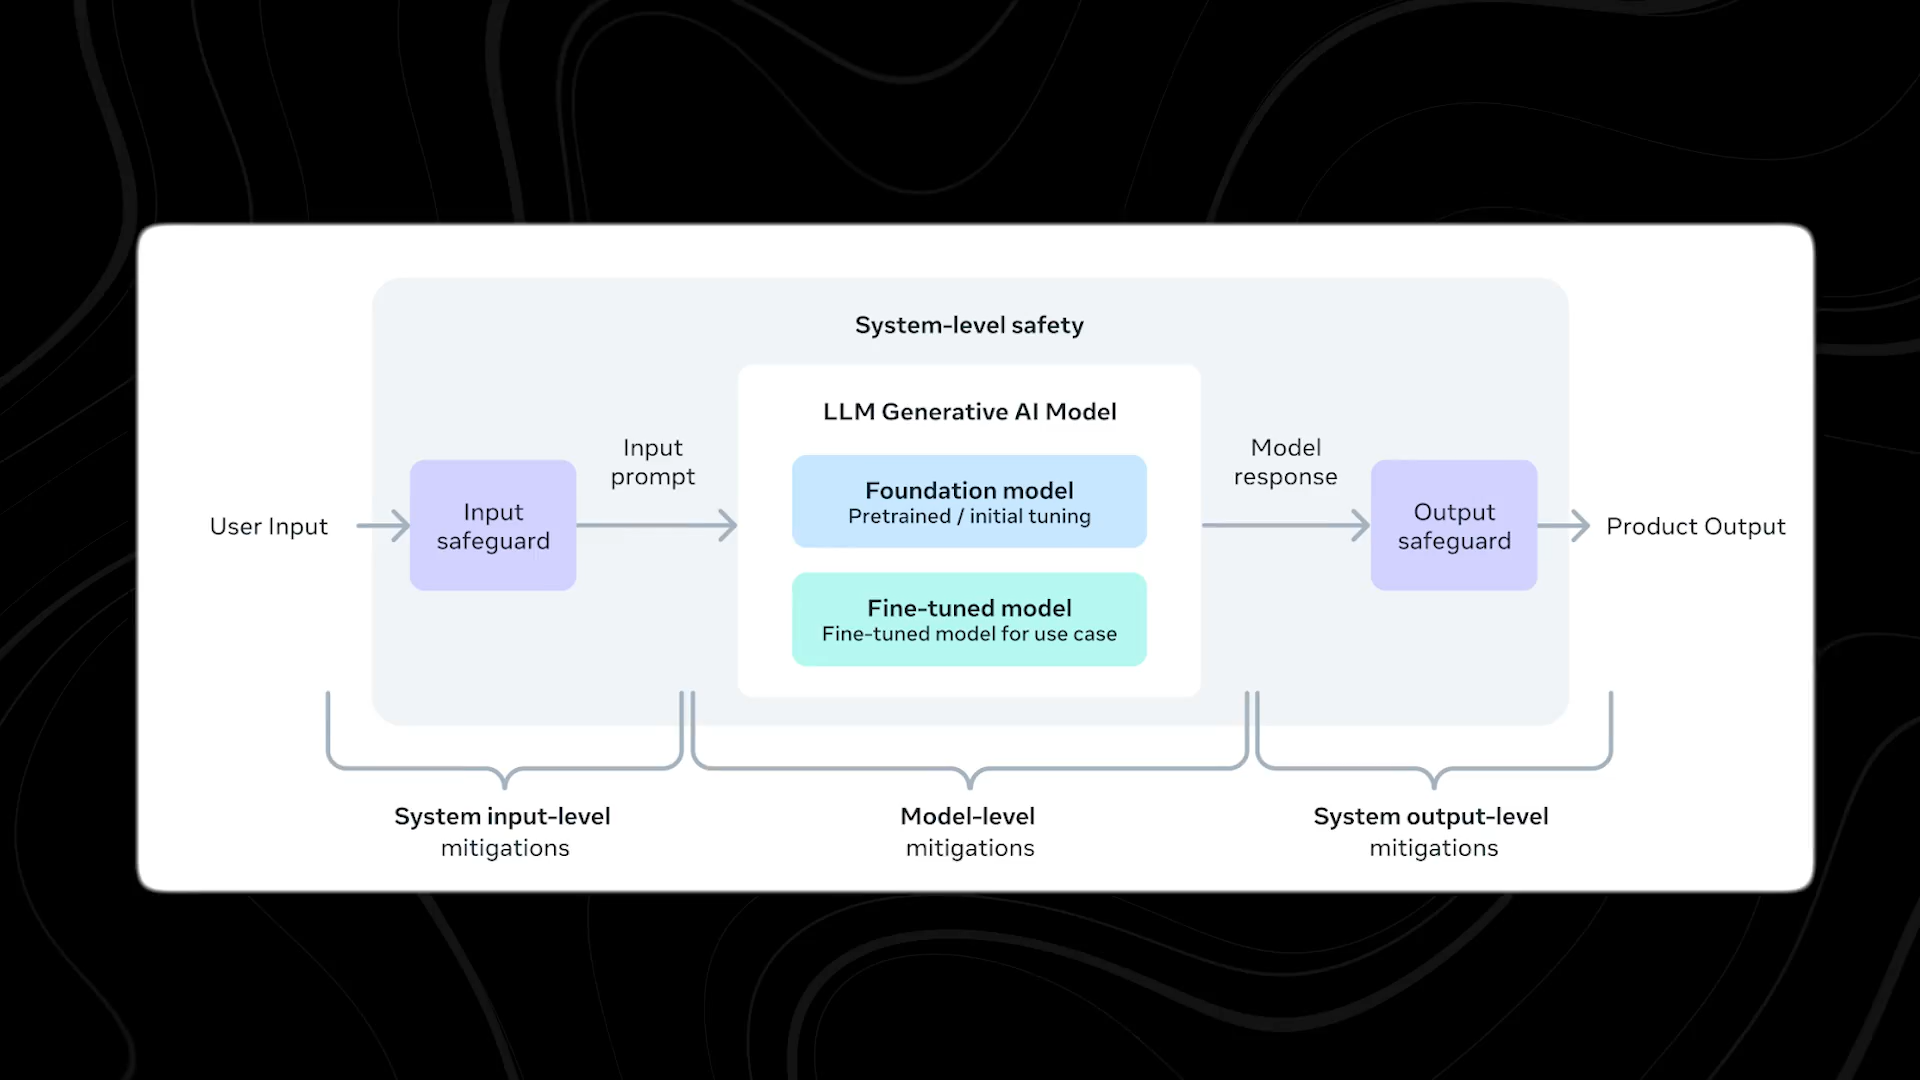 System-level safety
LLM Generative AI Model
Input
prompt
Model
response
Foundation model
Pretrained / initial tuning
User Input
Input
safeguard
Output
safeguard
Product Output
Fine-tuned model
Fine-tuned model for use case
System input-level
mitigations
Model-level
mitigations
System output-level
mitigations